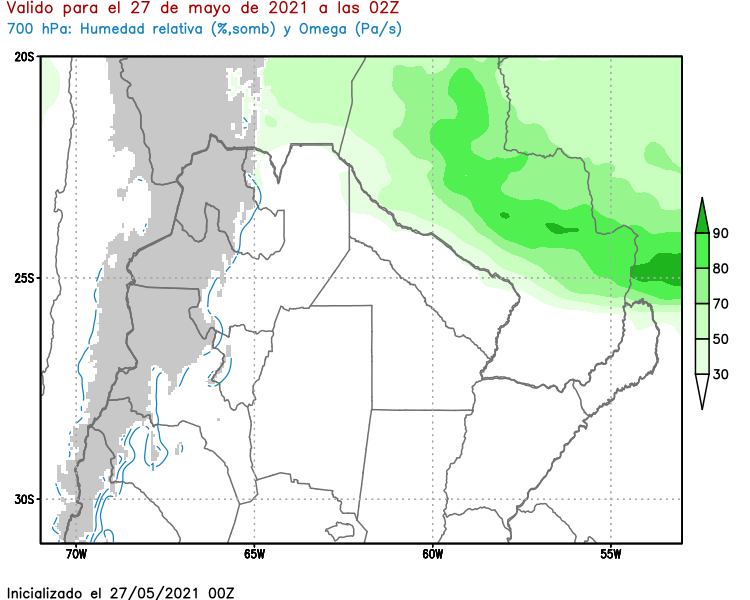 Valido para el 27 de mayo de 2021 a las 02Z
700 hPa: Humedad relativa (%,somb) y Omega (Pa/s)
20S
25S
30S
70W 65W 60W 55W
90
80
70
50
30
Inicializado el 27/05/2021 00Z